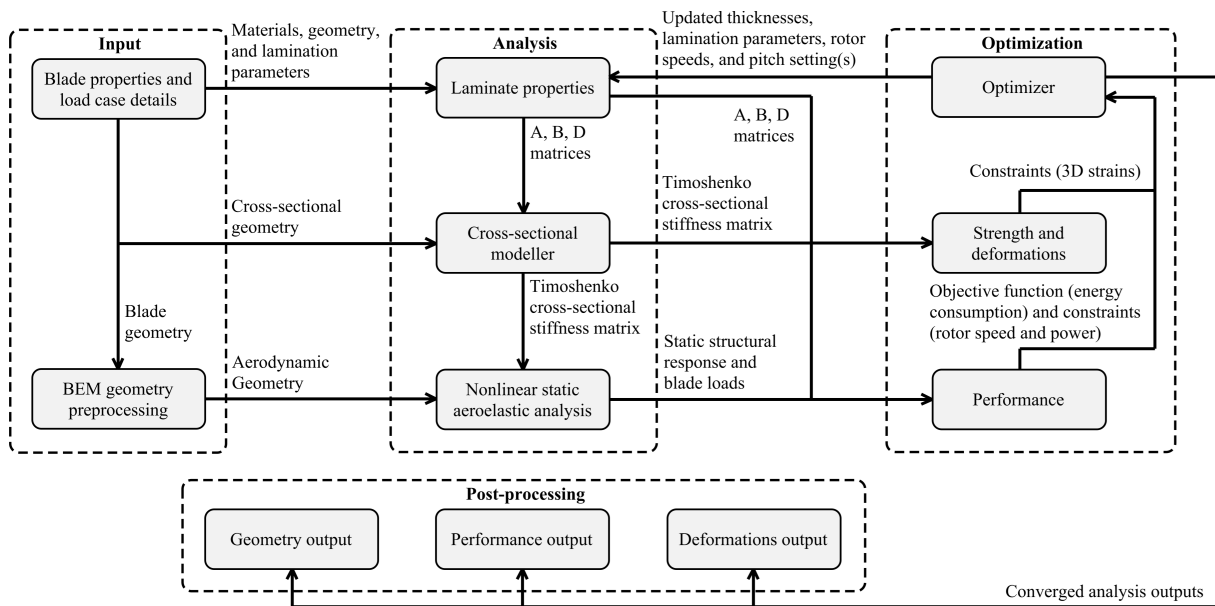 Input
Blade properties and
load case details
Materials, geometry,
and lamination
parameters
Cross-sectional
geometry
Blade
geometry
BEM geometry
preprocessing
Aerodynamic
Geometry
Analysis
Laminate properties
A, B, D
matrices
Cross-sectional
modeller
Timoshenko
cross-sectional
stiffness matrix
Nonlinear static
aeroelastic analysis
Updated thicknesses,
lamination parameters, rotor
speeds, and pitch setting(s)
A, B, D
matrices
Timoshenko
cross-sectional
stiffness matrix
Static structural
response and
blade loads
Optimization
Optimizer
Constraints (3D strains)
Strength and
deformations
Objective function (energy
consumption) and constraints
(rotor speed and power)
Performance
Post-processing
Geometry output
Performance output
Deformations output
Converged analysis outputs